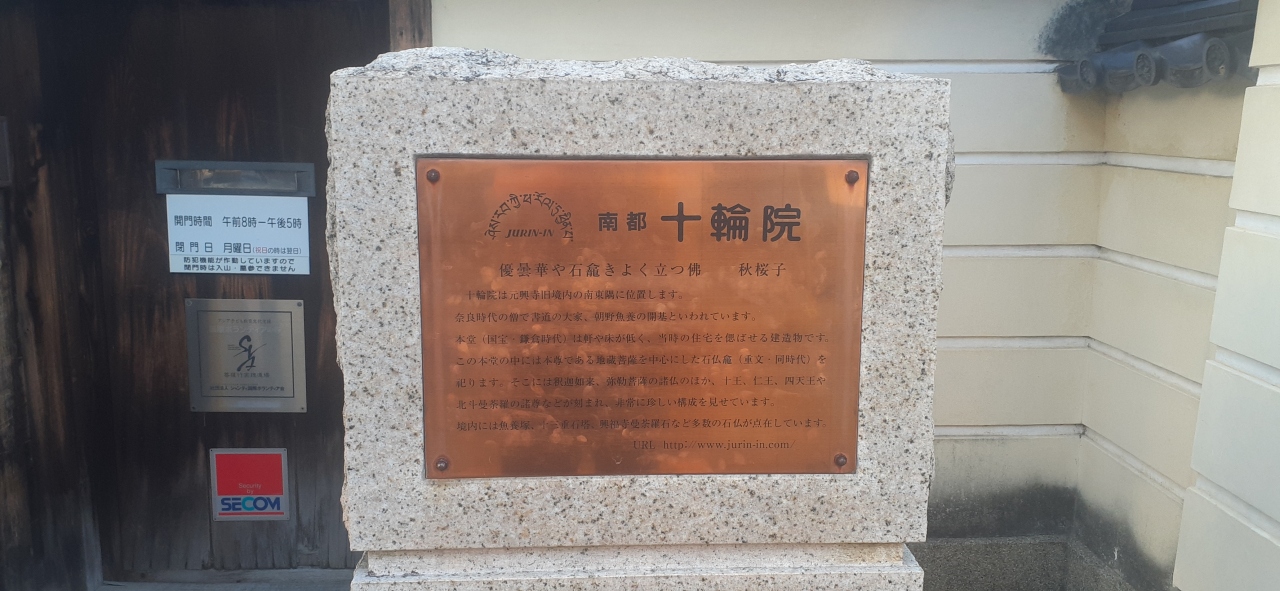 開門時間 午前8時ー午後5時
閉門日 月曜日(祝日の時は翌日)
防犯機能が作動していますので
閉門時は入山・墓参できません
Security by
SECOM
JURIN-IN
南都 十輪院
優曇華や石龕きよく立つ佛 秋桜子
十輪院は元興寺旧境内の南東隅に位置します。
奈良時代の僧で書道の大家、朝野魚養の開基といわれています。
本堂(国宝・鎌倉時代)は軒や床が低く、当時の住宅を偲ばせる建造物です。
この本堂の中には本尊である地蔵菩薩を中心にした石仏龕(重文・同時代)を
祀ります。そこには釈迦如来、弥勒菩薩の諸仏のほか、十王、仁王、四天王や
北斗曼荼羅の諸尊などが刻まれ、非常に珍しい構成を見せています。
境内には魚養塚、十三重石塔、興福寺曼荼羅石など多数の石仏が点在しています。
URL http://www.jurin-in.com/